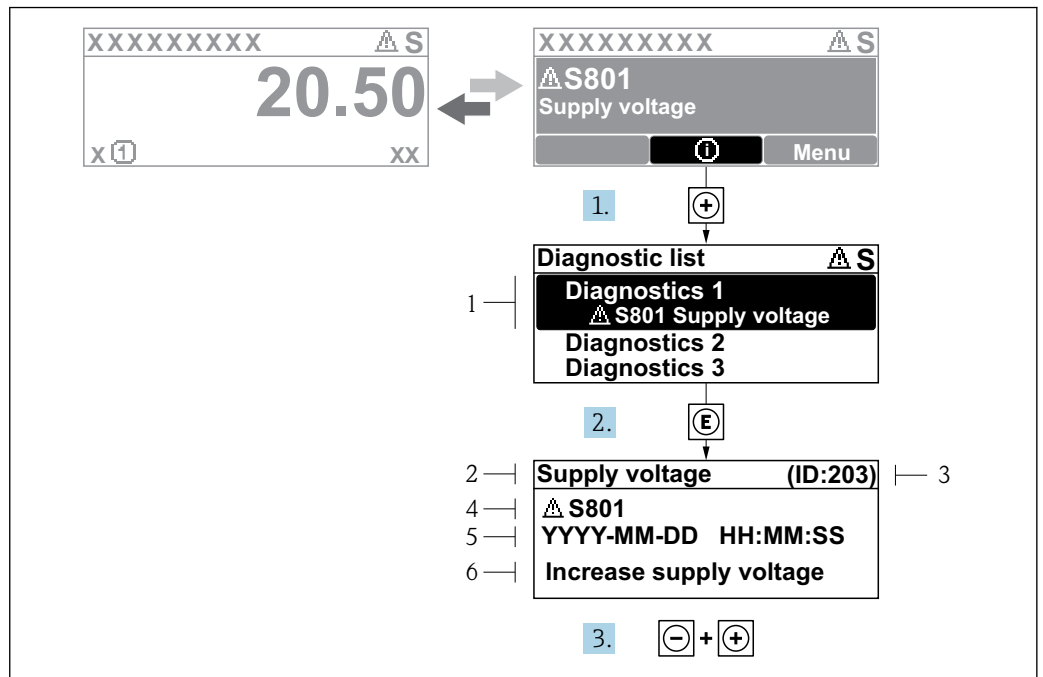 XXXXXXXXX ⚠ S
20.50
X 1 XX
XXXXXXXXX ⚠ S
⚠ S801
Supply voltage
i Menu
1. +
Diagnostic list ⚠ S
1 Diagnostics 1
⚠ S801 Supply voltage
Diagnostics 2
Diagnostics 3
2. E
2 Supply voltage (ID:203) 3
4 ⚠ S801
5 YYYY-MM-DD HH:MM:SS
6 Increase supply voltage
3. - + +